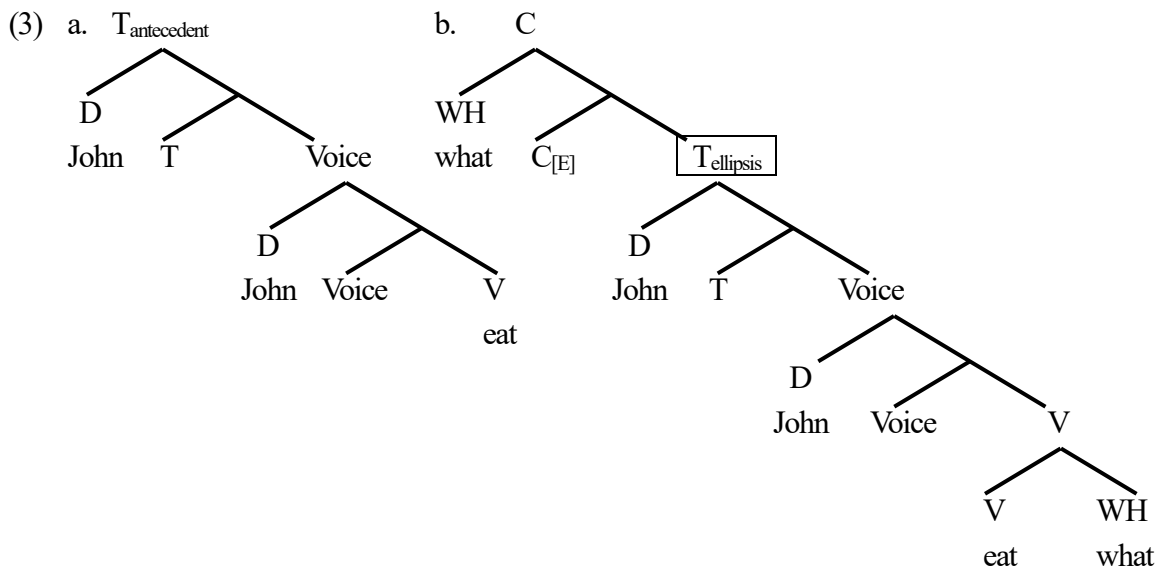 (3) a. Tantecedent b. C
D WH
John T Voice what C[E] Tellipsis
D D
John Voice V John T Voice
eat
D
John Voice V
V WH
eat what